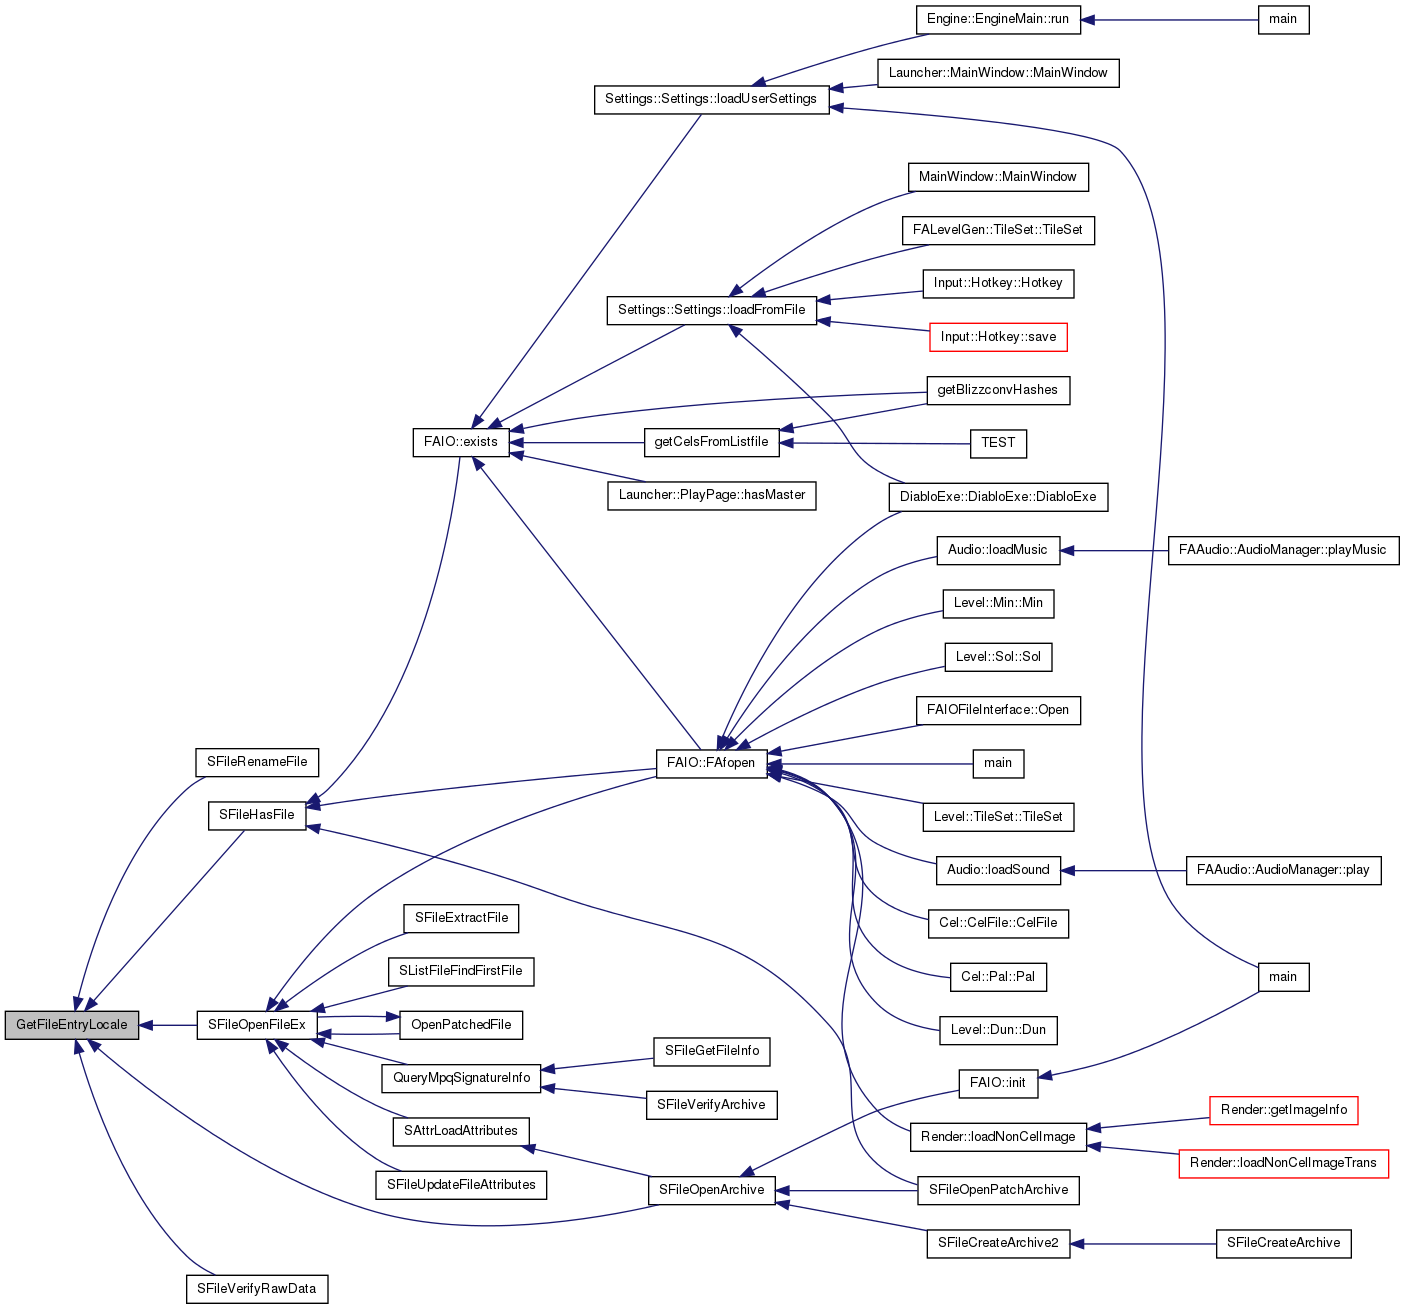 Engine::EngineMain::run
main
Launcher::MainWindow::MainWindow
Settings::Settings::loadUserSettings
MainWindow::MainWindow
FALevelGen::TileSet::TileSet
Input::Hotkey::Hotkey
Settings::Settings::loadFromFile
Input::Hotkey::save
getBlizzconvHashes
FAIO::exists
getCelsFromListfile
TEST
Launcher::PlayPage::hasMaster
DiabloExe::DiabloExe::DiabloExe
Audio::loadMusic
FAAudio::AudioManager::playMusic
Level::Min::Min
Level::Sol::Sol
FAIOFileInterface::Open
SFileRenameFile
FAIO::FAfopen
main
SFileHasFile
Level::TileSet::TileSet
Audio::loadSound
FAAudio::AudioManager::play
SFileExtractFile
Cel::CelFile::CelFile
SListFileFindFirstFile
Cel::Pal::Pal
main
GetFileEntryLocale
SFileOpenFileEx
OpenPatchedFile
Level::Dun::Dun
SFileGetFileInfo
QueryMpqSignatureInfo
FAIO::init
SFileVerifyArchive
Render::getImageInfo
SAttrLoadAttributes
Render::loadNonCelImage
Render::loadNonCelImageTrans
SFileUpdateFileAttributes
SFileOpenArchive
SFileOpenPatchArchive
SFileCreateArchive2
SFileCreateArchive
SFileVerifyRawData